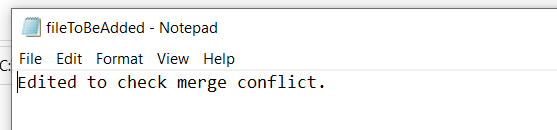 fileToBeAdded - Notepad
File Edit Format View Help
C:
Edited to check merge conflict.